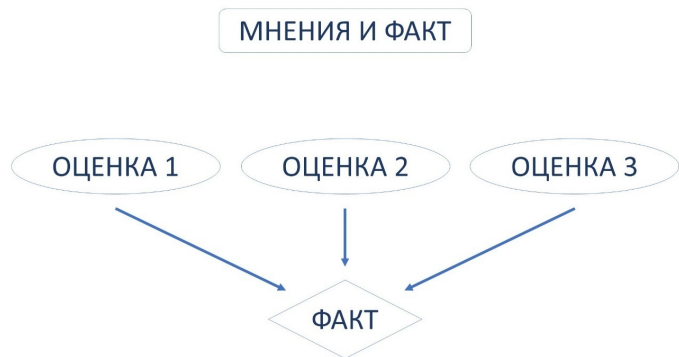 МНЕНИЯ И ФАКТ
ОЦЕНКА 1 ОЦЕНКА 2 ОЦЕНКА 3
ФАКТ